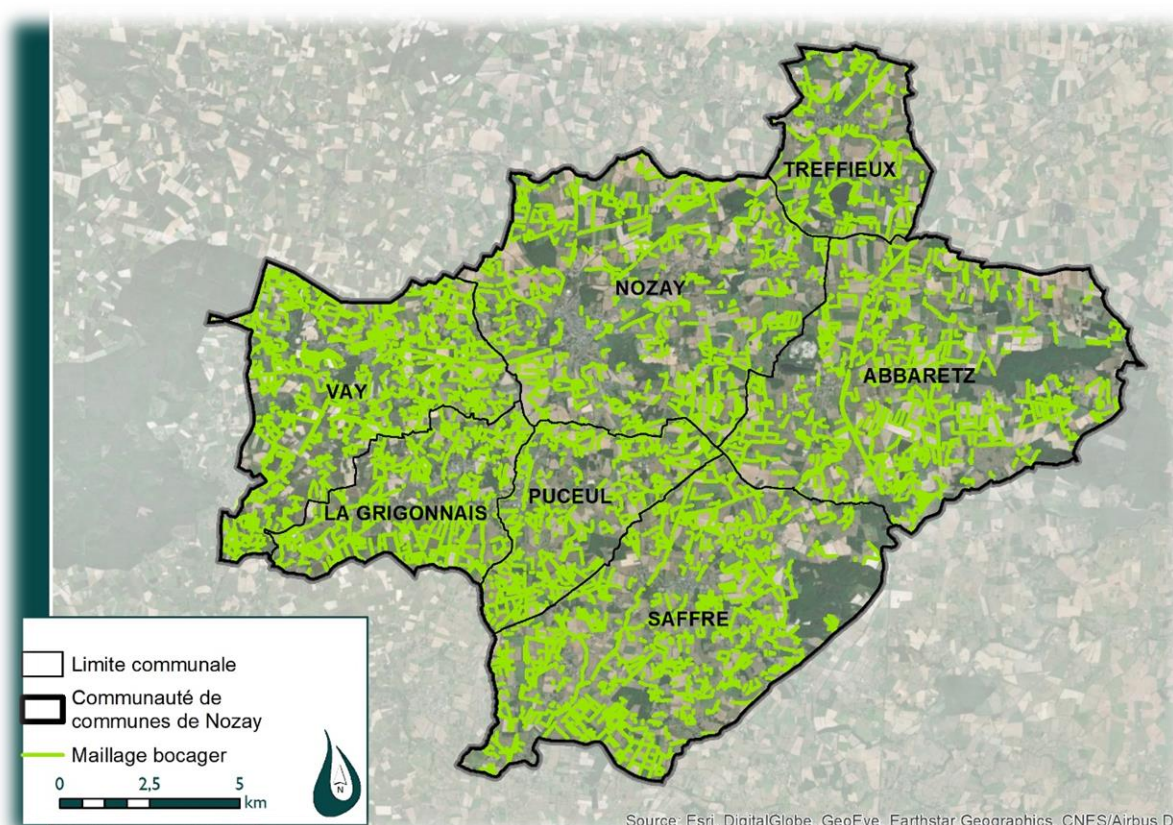 TREFFIEUX
NOZAY
ABBARETZ
VAY
LA GRIGONNAIS
PUCEUL
SAFFRE
Limite communale
Communauté de
communes de Nozay
Maillage bocager
0 2,5 5
km
N
Source: Esri, DigitalGlobe, GeoEye, Earthstar Geographics, CNES/Airbus D